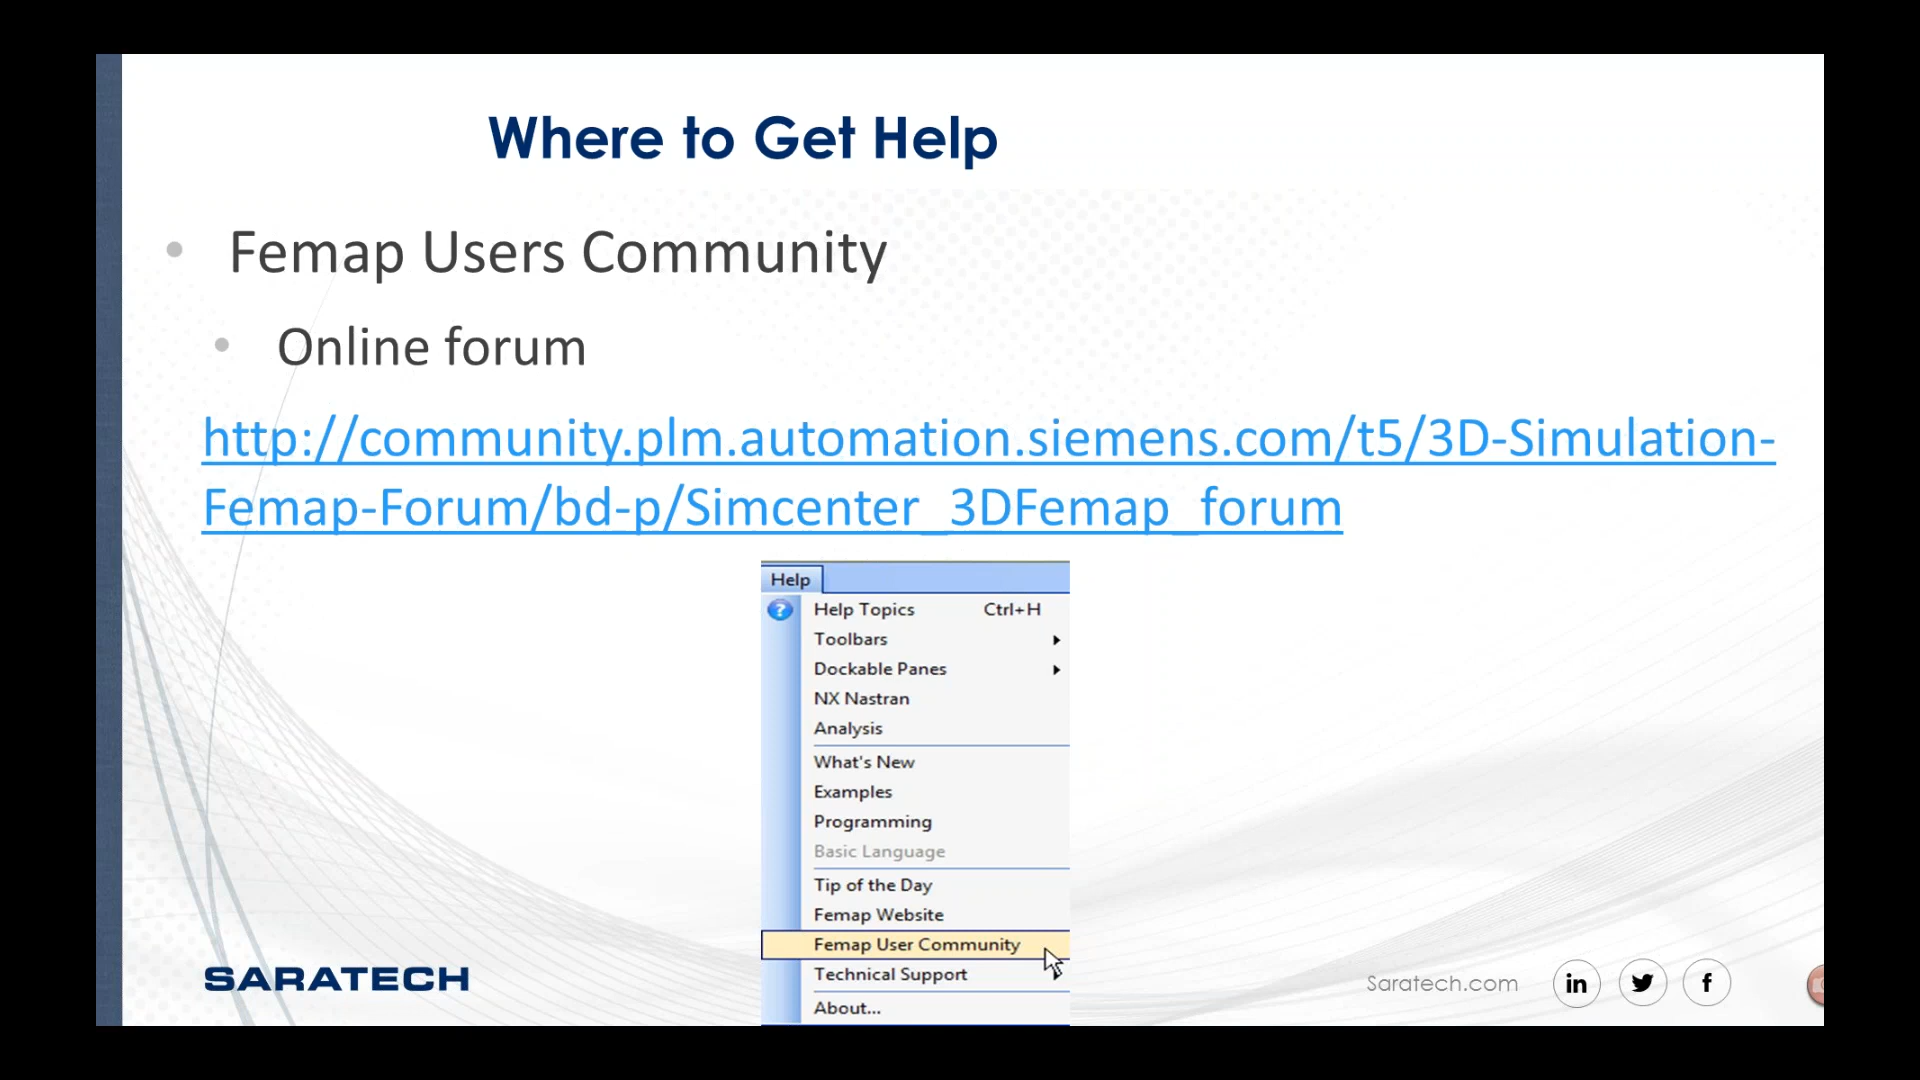 Where to Get Help
• Femap Users Community
• Online forum
http://community.plm.automation.siemens.com/t5/3D-Simulation-
Femap-Forum/bd-p/Simcenter_3DFemap_forum
Help
Help Topics Ctrl+H
Toolbars
Dockable Panes
NX Nastran
Analysis
What's New
Examples
Programming
Basic Language
Tip of the Day
Femap Website
Femap User Community
Technical Support
About...
SARATECH
Saratech.com